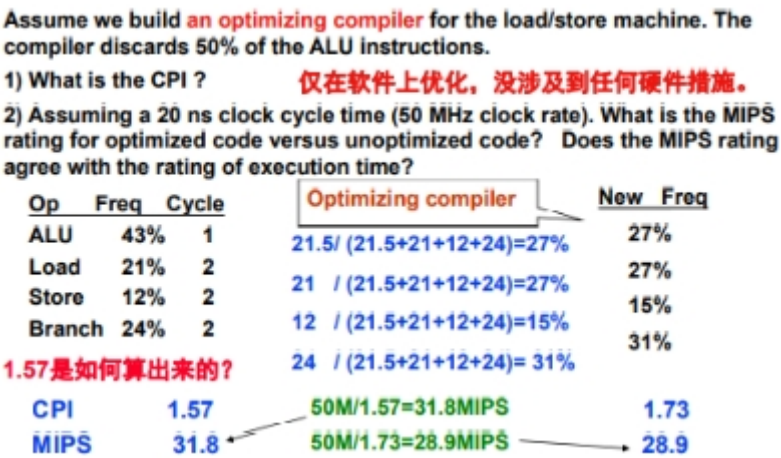 Assume we build an optimizing compiler for the load/store machine. The
compiler discards 50% of the ALU instructions.
1) What is the CPI ? 仅在软件上优化，没涉及到任何硬件措施。
2) Assuming a 20 ns clock cycle time (50 MHz clock rate). What is the MIPS
rating for optimized code versus unoptimized code? Does the MIPS rating
agree with the rating of execution time?
Op Freq Cycle Optimizing compiler New Freq
ALU 43% 1 21.5/ (21.5+21+12+24)=27% 27%
Load 21% 2 21 / (21.5+21+12+24)=27% 27%
Store 12% 2 12 / (21.5+21+12+24)=15% 15%
Branch 24% 2 24 / (21.5+21+12+24)= 31% 31%
1.57是如何算出来的?
CPI 1.57 50M/1.57=31.8MIPS 1.73
MIPS 31.8 50M/1.73=28.9MIPS 28.9